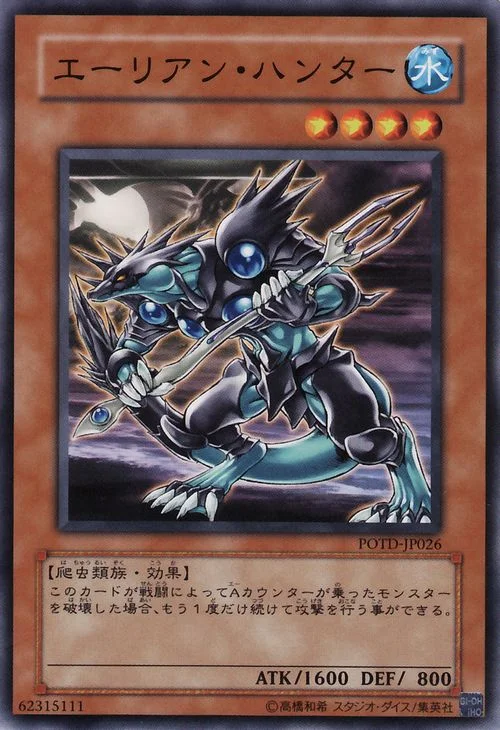 エーリアン・ハンター
水
POTD-JP026
【爬虫類族・効果】
このカードが戦闘によってAカウンターが乗ったモンスター
を破壊した場合、もう1度だけ続けて攻撃を行う事ができる。
ATK/1600 DEF/ 800
62315111
©高橋和希 スタジオ・ダイス/集英社